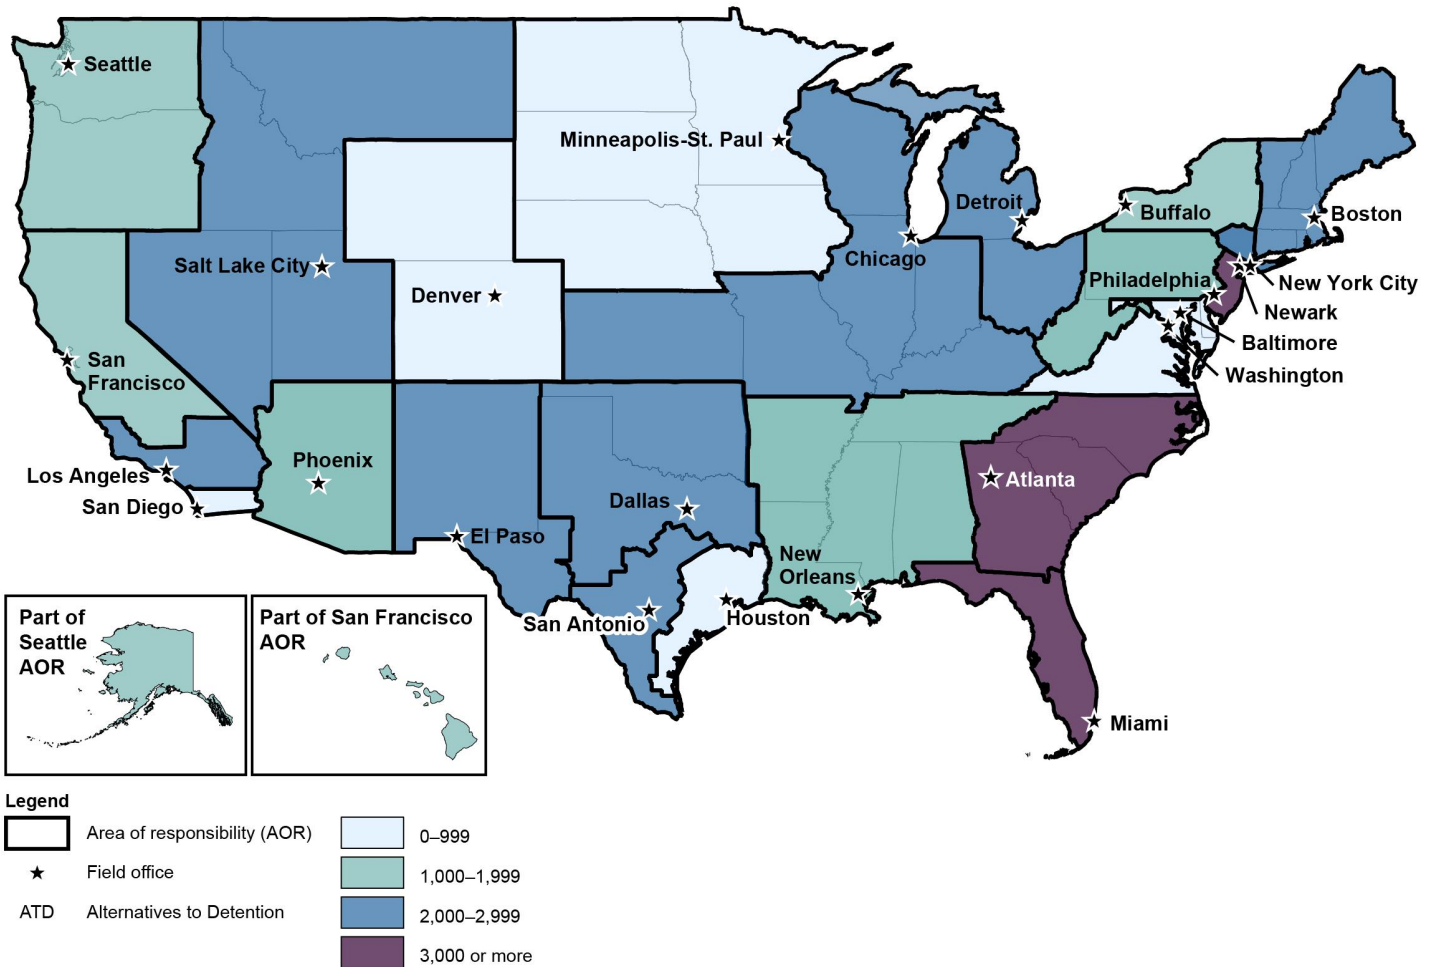 Seattle
Minneapolis-St. Paul
Detroit
Buffalo
Boston
Salt Lake City
Chicago
Denver
Philadelphia
New York City
Newark
Baltimore
Washington
San
Francisco
Los Angeles
San Diego
Phoenix
Dallas
Atlanta
El Paso
New
Orleans
San Antonio
Houston
Miami
Part of
Seattle
AOR
Part of San Francisco
AOR
Legend
Area of responsibility (AOR)
Field office
ATD Alternatives to Detention
0–999
1,000–1,999
2,000–2,999
3,000 or more